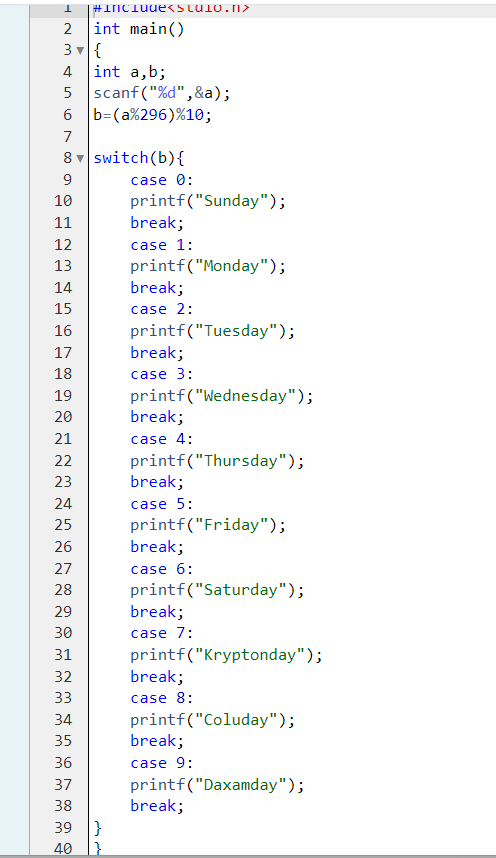 1 #include<stdio.h>
2 int main()
3 {
4 int a,b;
5 scanf("%d",&a);
6 b=(a%296)%10;
7
8 switch(b){
9 case 0:
10 printf("Sunday");
11 break;
12 case 1:
13 printf("Monday");
14 break;
15 case 2:
16 printf("Tuesday");
17 break;
18 case 3:
19 printf("Wednesday");
20 break;
21 case 4:
22 printf("Thursday");
23 break;
24 case 5:
25 printf("Friday");
26 break;
27 case 6:
28 printf("Saturday");
29 break;
30 case 7:
31 printf("Kryptonday");
32 break;
33 case 8:
34 printf("Coluday");
35 break;
36 case 9:
37 printf("Daxamday");
38 break;
39 }
40 }